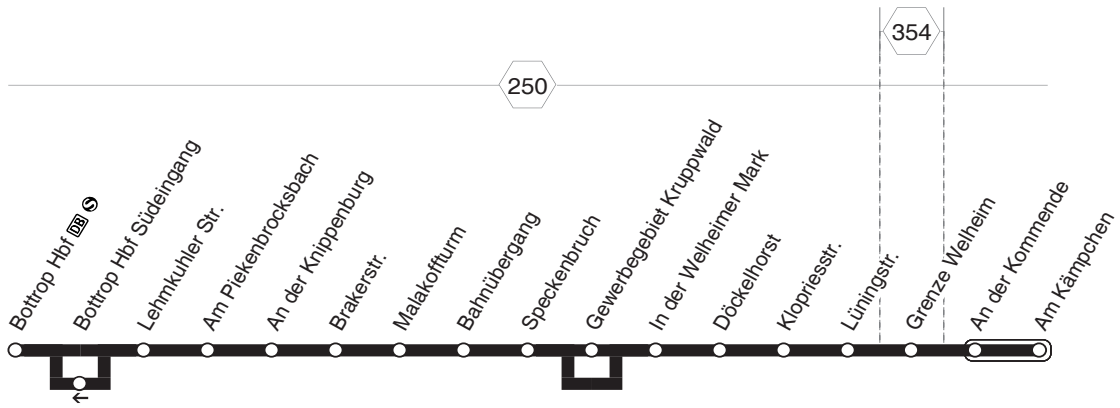 354
250
Bottrop Hbf DB S
Bottrop Hbf Südeingang
Lehmkuhler Str.
Am Piekenbrocksbach
An der Knippenburg
Brakerstr.
Malakoffturm
Bahnübergang
Speckenbruch
Gewerbegebiet Kruppwald
In der Welheimer Mark
Döckelhorst
Klopriesstr.
Lüningstr.
Grenze Welheim
An der Kommende
Am Kämpchen